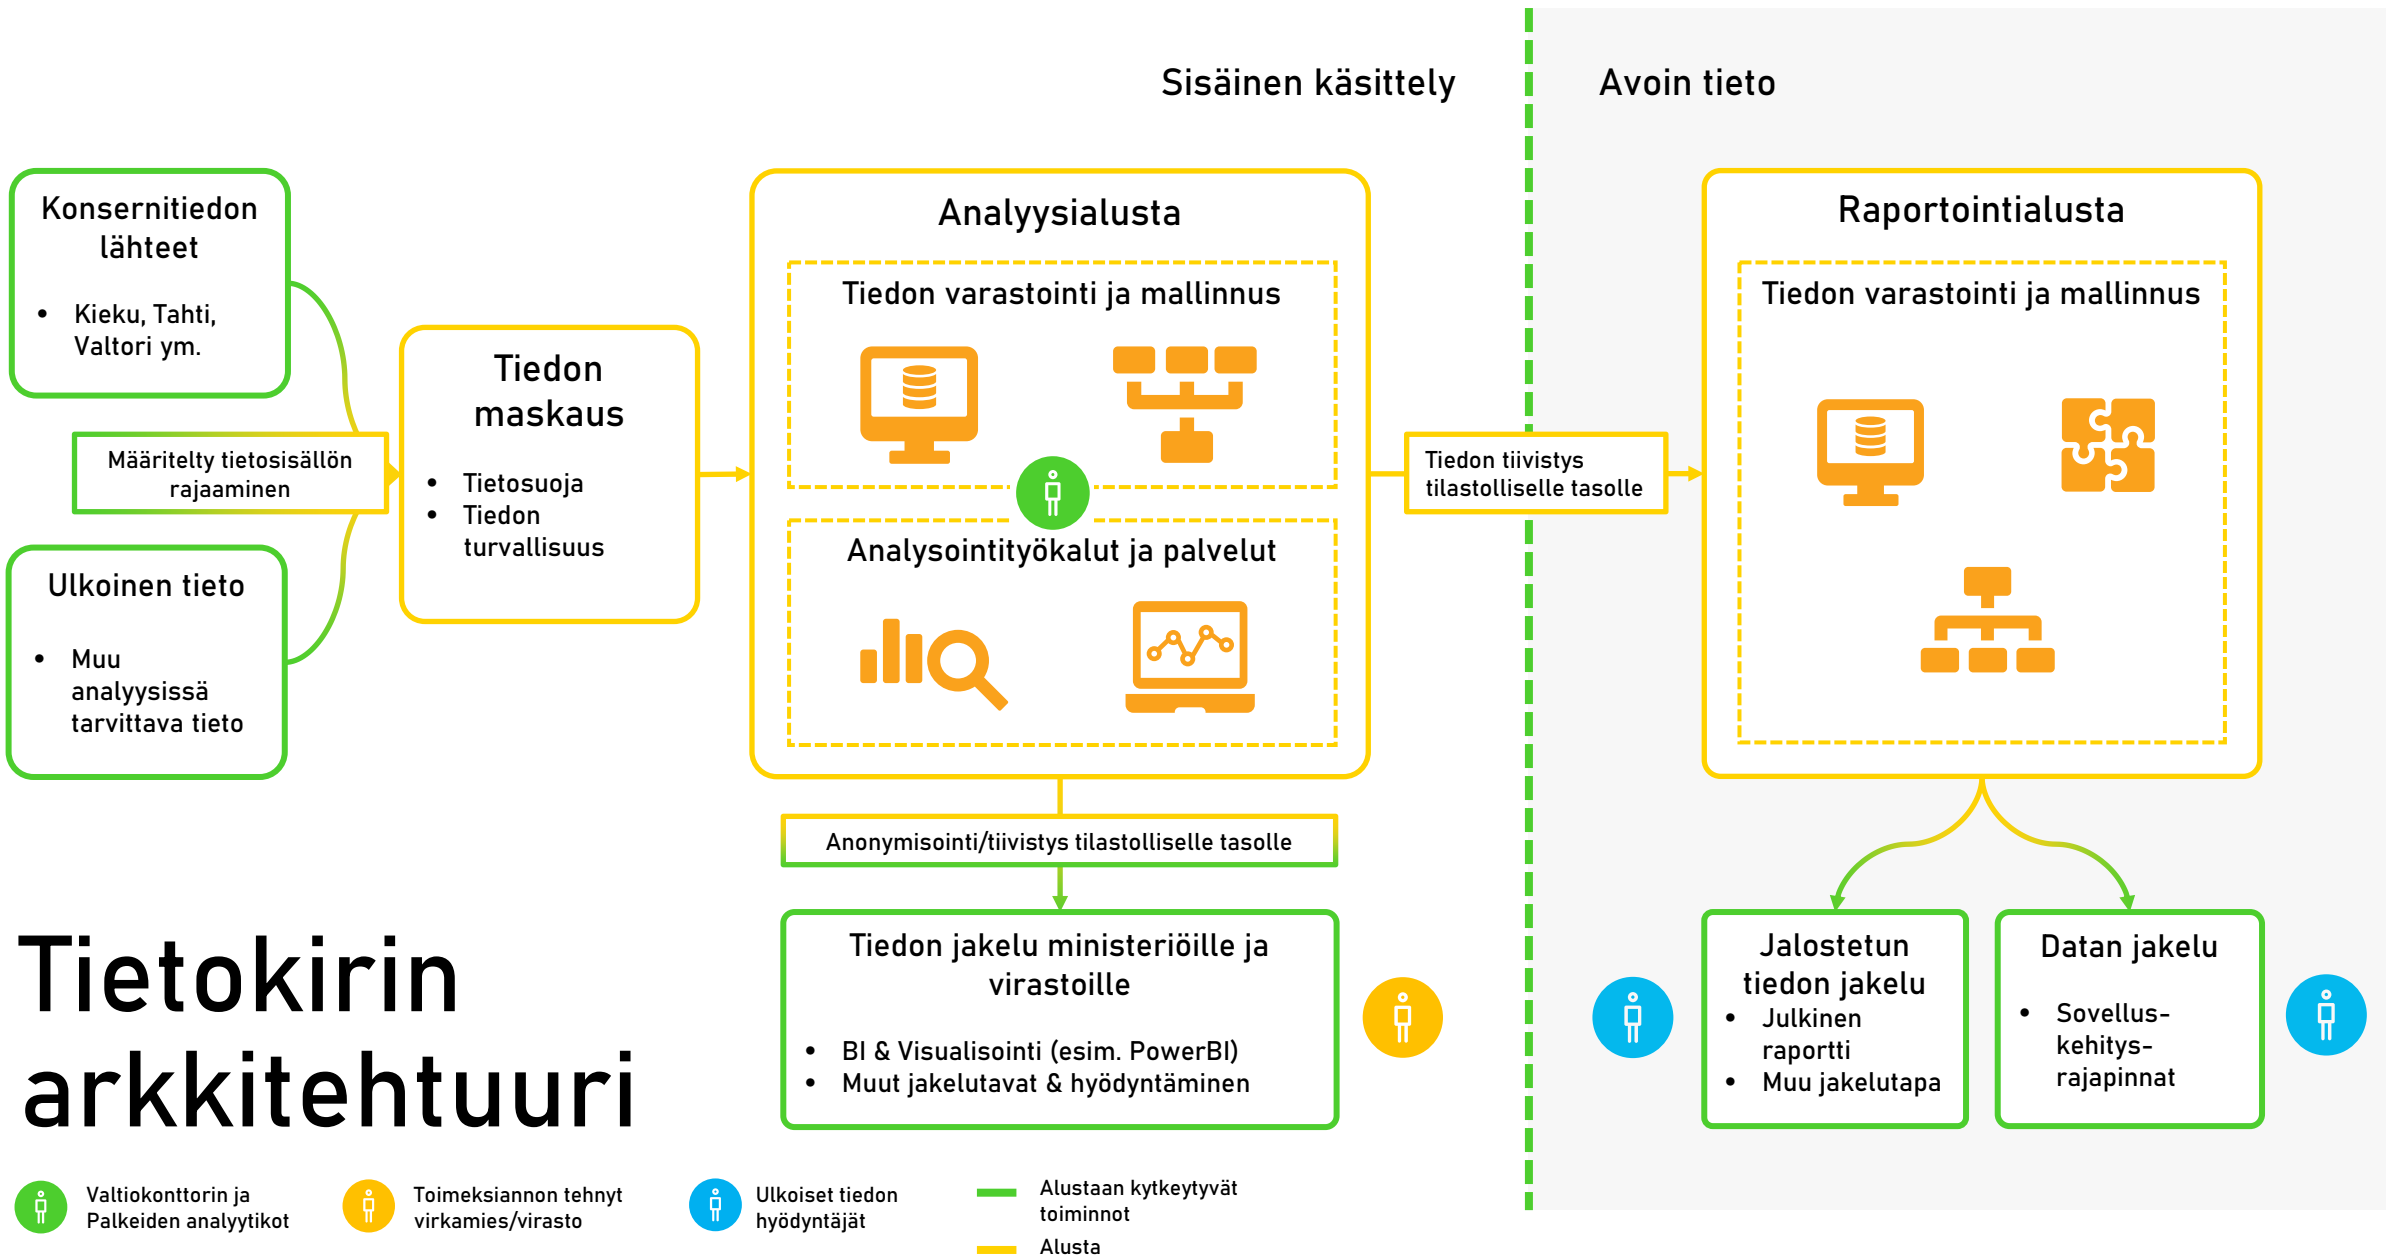 Sisäinen käsittely
Avoin tieto
Konsernitiedon
lähteet
• Kieku, Tahti,
Valtori ym.
Määritelty tietosisällön
rajaaminen
Ulkoinen tieto
• Muu
analyysissä
tarvittava tieto
Tiedon
maskaus
• Tietosuoja
• Tiedon
turvallisuus
Analyysialusta
Tiedon varastointi ja mallinnus
Analysointityökalut ja palvelut
Tiedon tiivistys
tilastolliselle tasolle
Raportointialusta
Tiedon varastointi ja mallinnus
Anonymisointi/tiivistys tilastolliselle tasolle
Tiedon jakelu ministeriöille ja
virastoille
• BI & Visualisointi (esim. PowerBI)
• Muut jakelutavat & hyödyntäminen
Jalostetun
tiedon jakelu
• Julkinen
raportti
• Muu jakelutapa
Datan jakelu
• Sovellus-
kehitys-
rajapinnat
Tietokirin
arkkitehtuuri
Valtiokonttorin ja
Palkeiden analyytikot
Toimeksiannon tehnyt
virkamies/virasto
Ulkoiset tiedon
hyödyntäjät
Alustaan kytkeytyvät
toiminnot
Alusta